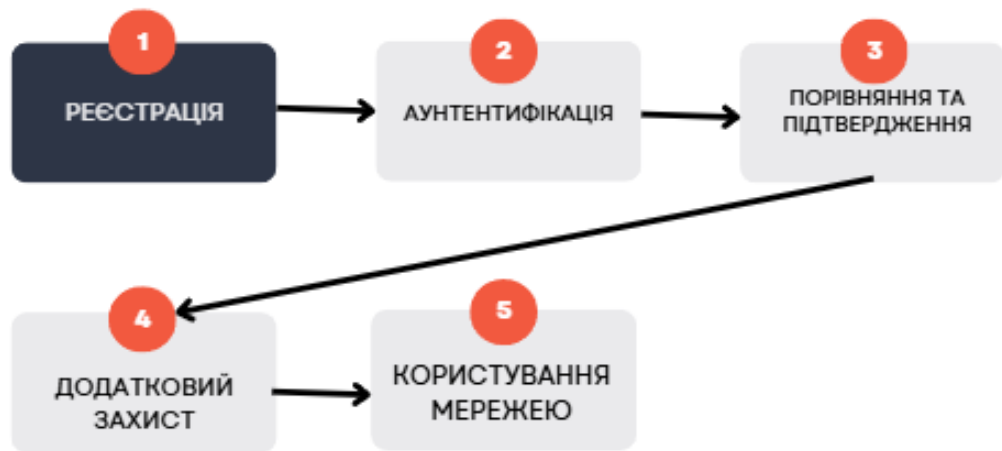 1
РЕЄСТРАЦІЯ
2
АУНТЕНТИФІКАЦІЯ
3
ПОРІВНЯННЯ ТА
ПІДТВЕРДЖЕННЯ
4
ДОДАТКОВИЙ
ЗАХИСТ
5
КОРИСТУВАННЯ
МЕРЕЖЕЮ